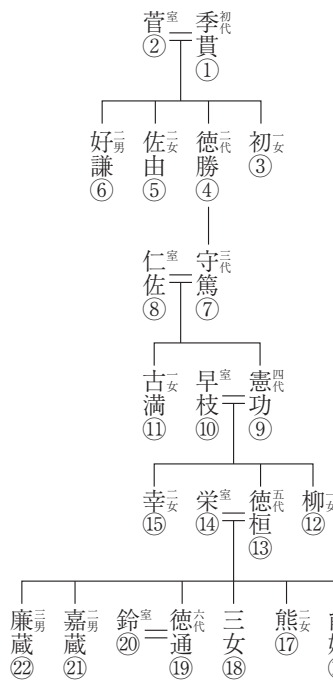 初代 季貫 ①
室 菅 ②
一女 初 ③
二代 徳勝 ④
二女 佐由 ⑤
二男 好謙 ⑥
三代 守篤 ⑦
室 仁佐 ⑧
四代 憲功 ⑨
室 早枝 ⑩
一女 古満 ⑪
一女 柳 ⑫
五代 徳桓 ⑬
室 栄 ⑭
二女 幸 ⑮
二女 熊 ⑰
三女 ⑱
六代 徳通 ⑲
室 鈴 ⑳
二男 嘉蔵 ㉑
三男 廉蔵 ㉒